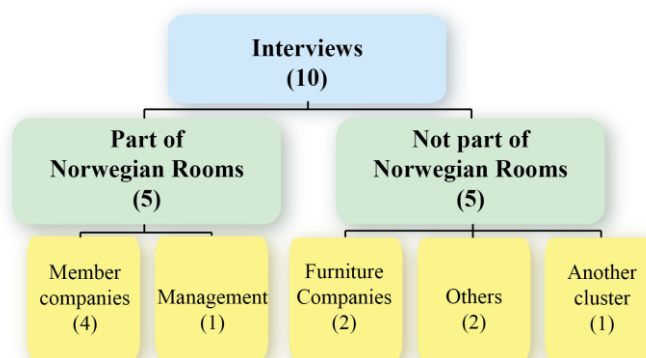 Interviews
(10)
Part of
Norwegian Rooms
(5)
Not part of
Norwegian Rooms
(5)
Member
companies
(4)
Management
(1)
Furniture
Companies
(2)
Others
(2)
Another
cluster
(1)